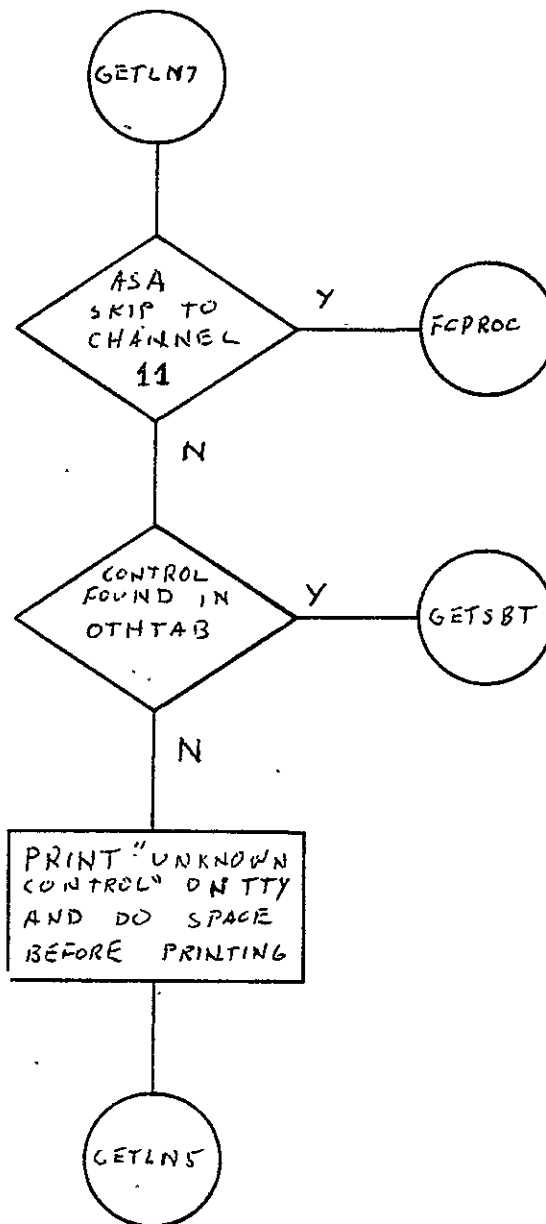 GETLN7
ASA
SKIP TO
CHANNEL
11
Y
FCPROC
N
CONTROL
FOUND IN
OTHTAB
Y
GETSBT
N
PRINT "UNKNOWN
CONTROL" ON TTY
AND DO SPACE
BEFORE PRINTING
GETLN5